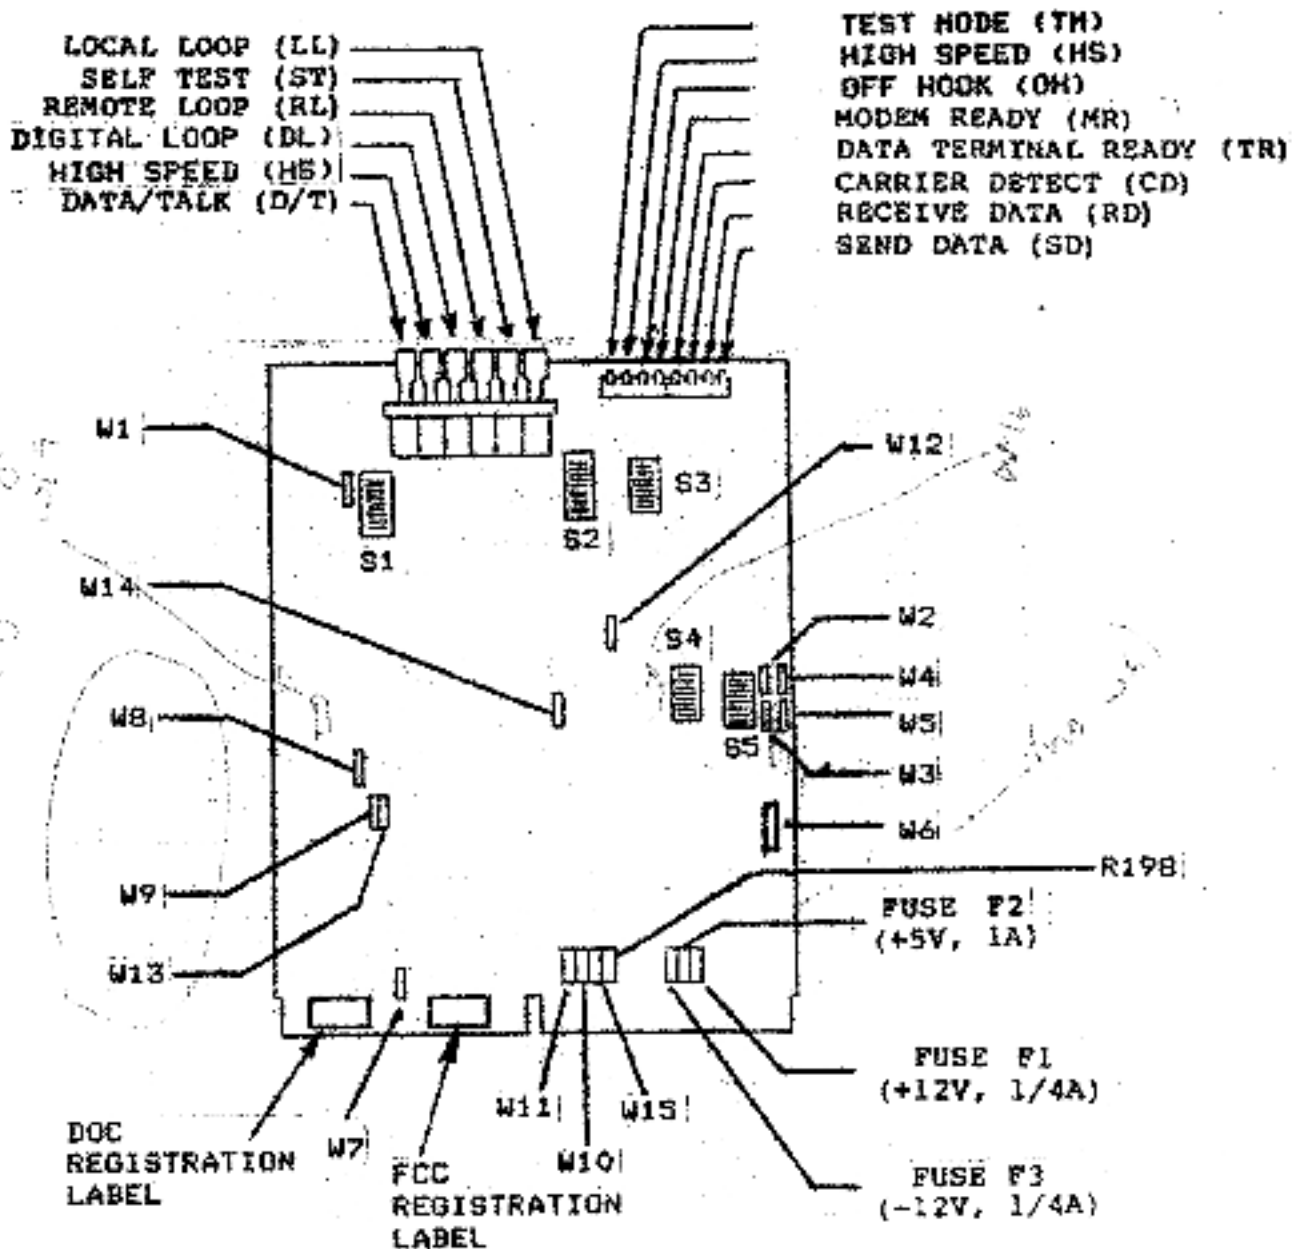 LOCAL LOOP (LL)
SELF TEST (ST)
REMOTE LOOP (RL)
DIGITAL LOOP (DL)
HIGH SPEED (HS)
DATA/TALK (D/T)
TEST MODE (TM)
HIGH SPEED (HS)
OFF HOOK (OH)
MODEM READY (MR)
DATA TERMINAL READY (TR)
CARRIER DETECT (CD)
RECEIVE DATA (RD)
SEND DATA (SD)
W1
W12
S1
S2
S3
W14
S4
W2
W4
W5
S5
W3
W8
W6
W9
R198
FUSE F2
(+5V, 1A)
W13
FUSE F1
(+12V, 1/4A)
W11
W15
W10
W7
DOC
REGISTRATION
LABEL
FCC
REGISTRATION
LABEL
FUSE F3
(-12V, 1/4A)